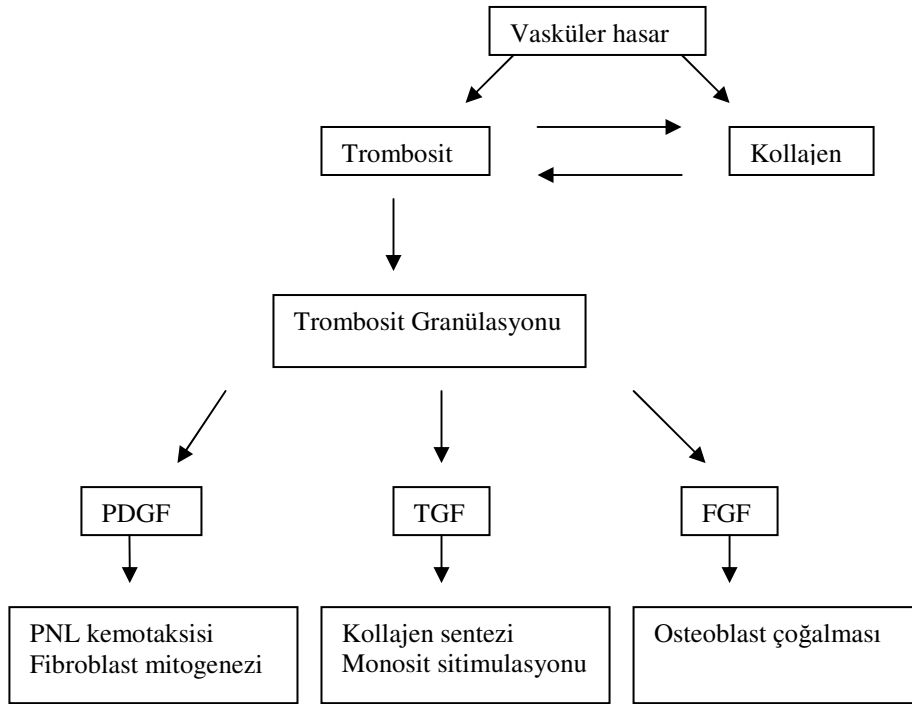 Vasküler hasar
Trombosit
Kollajen
Trombosit Granülasyonu
PDGF
TGF
FGF
PNL kemotaksisi
Fibroblast mitogenezi
Kollajen sentezi
Monosit sitimulasyonu
Osteoblast çoğalması